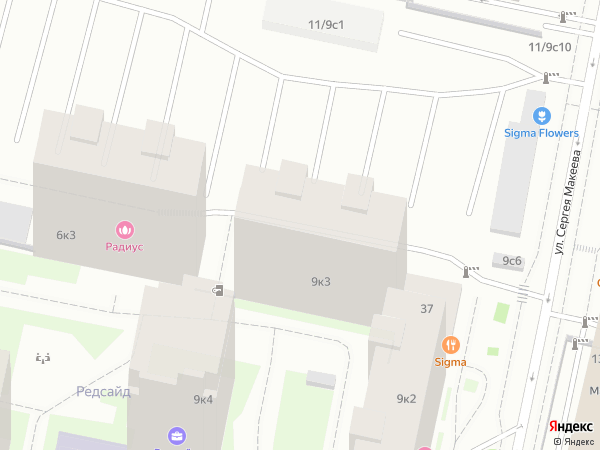 11/9с1
11/9с10
Sigma Flowers
ул. Сергея Макеева
6к3
Радиус
9с6
9к3
37
Sigma
Редсайд
9к4
9к2
Яндекс
© Яндекс